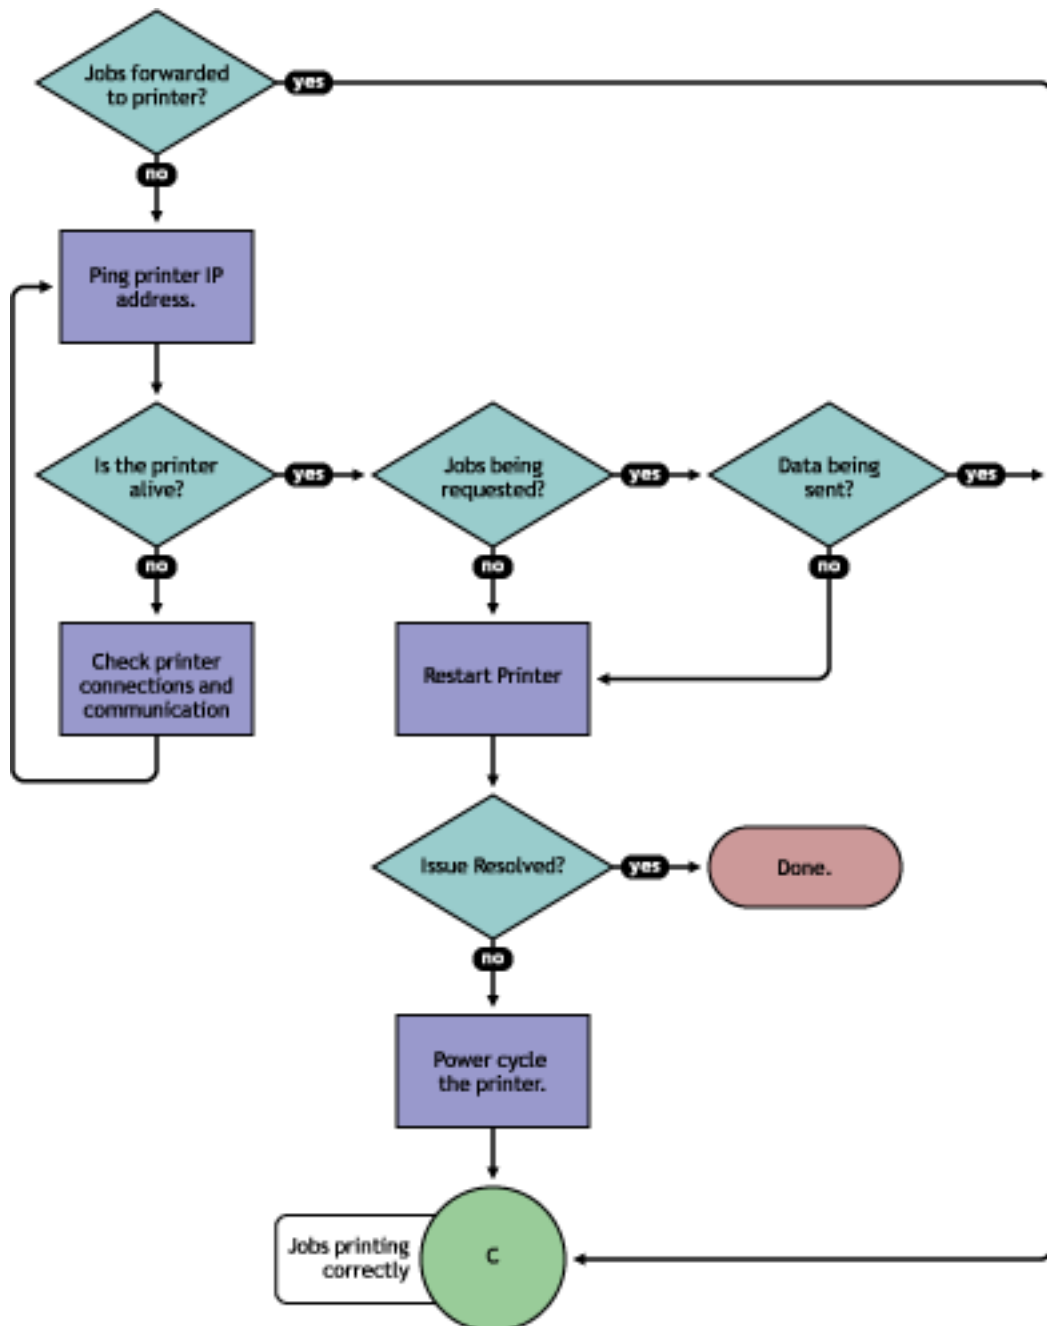 Jobs forwarded
to printer?
yes
no
Ping printer IP
address.
Is the printer
alive?
yes
Jobs being
requested?
yes
Data being
sent?
yes
no
no
no
Check printer
connections and
communication
Restart Printer
Issue Resolved?
yes
Done.
no
Power cycle
the printer.
Jobs printing
correctly
C